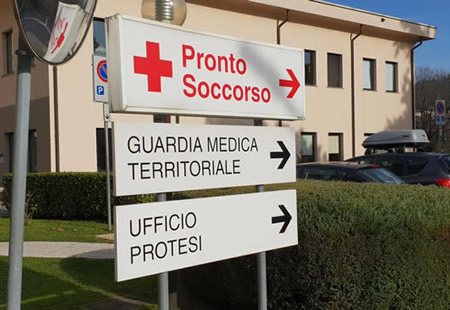 Pronto
Soccorso
GUARDIA MEDICA
TERRITORIALE
UFFICIO
PROTESI